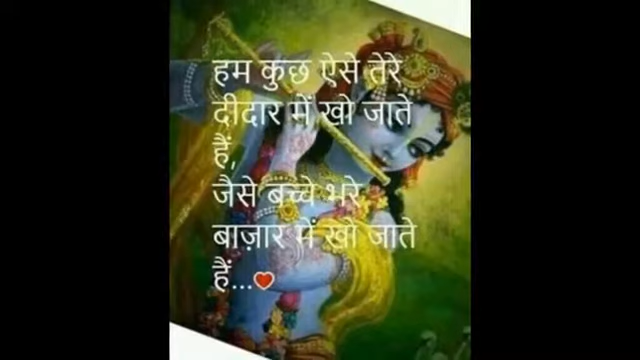 हम कुछ ऐसे तेरे
दीदार में खो जाते
हैं,
जैसे बच्चे भरे
बाज़ार में खो जाते
हैं...❤